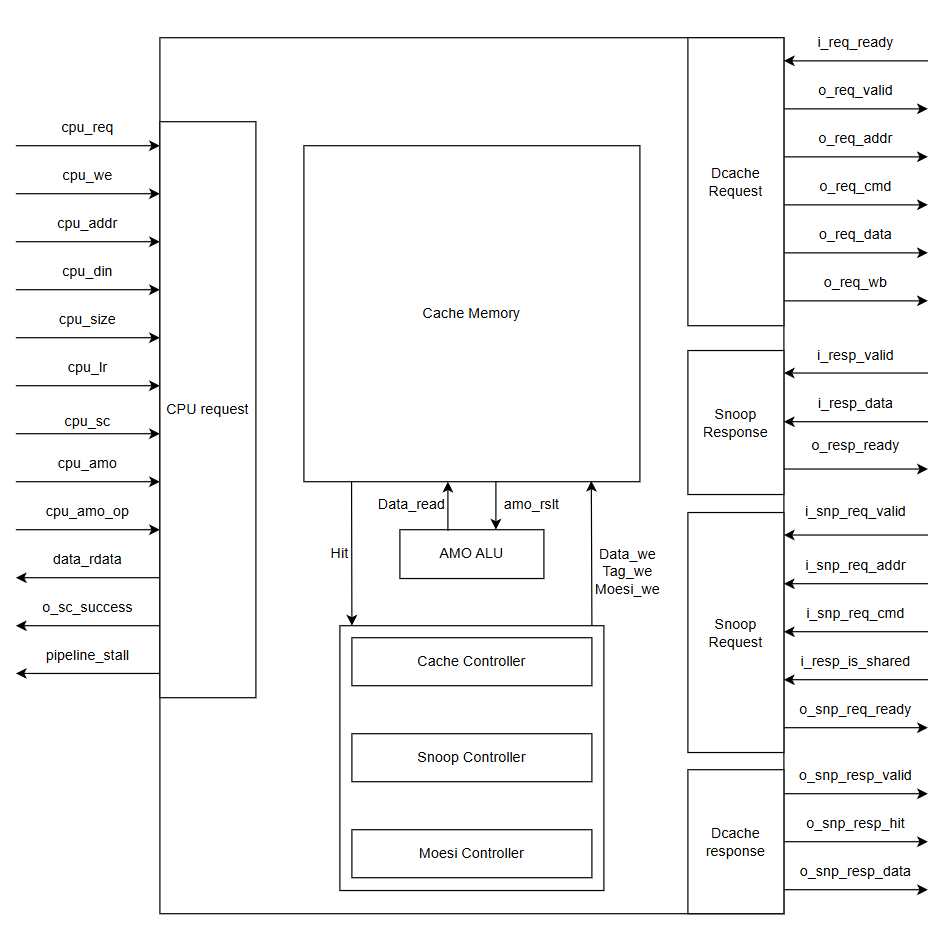 cpu_req
cpu_we
cpu_addr
cpu_din
cpu_size
cpu_lr
cpu_sc
cpu_amo
cpu_amo_op
data_rdata
o_sc_success
pipeline_stall
CPU request
Cache Memory
Data_read
amo_rslt
Hit
AMO ALU
Data_we
Tag_we
Moesi_we
Cache Controller
Snoop Controller
Moesi Controller
Dcache
Request
i_req_ready
o_req_valid
o_req_addr
o_req_cmd
o_req_data
o_req_wb
Snoop
Response
i_resp_valid
i_resp_data
o_resp_ready
Snoop
Request
i_snp_req_valid
i_snp_req_addr
i_snp_req_cmd
i_resp_is_shared
o_snp_req_ready
Dcache
response
o_snp_resp_valid
o_snp_resp_hit
o_snp_resp_data